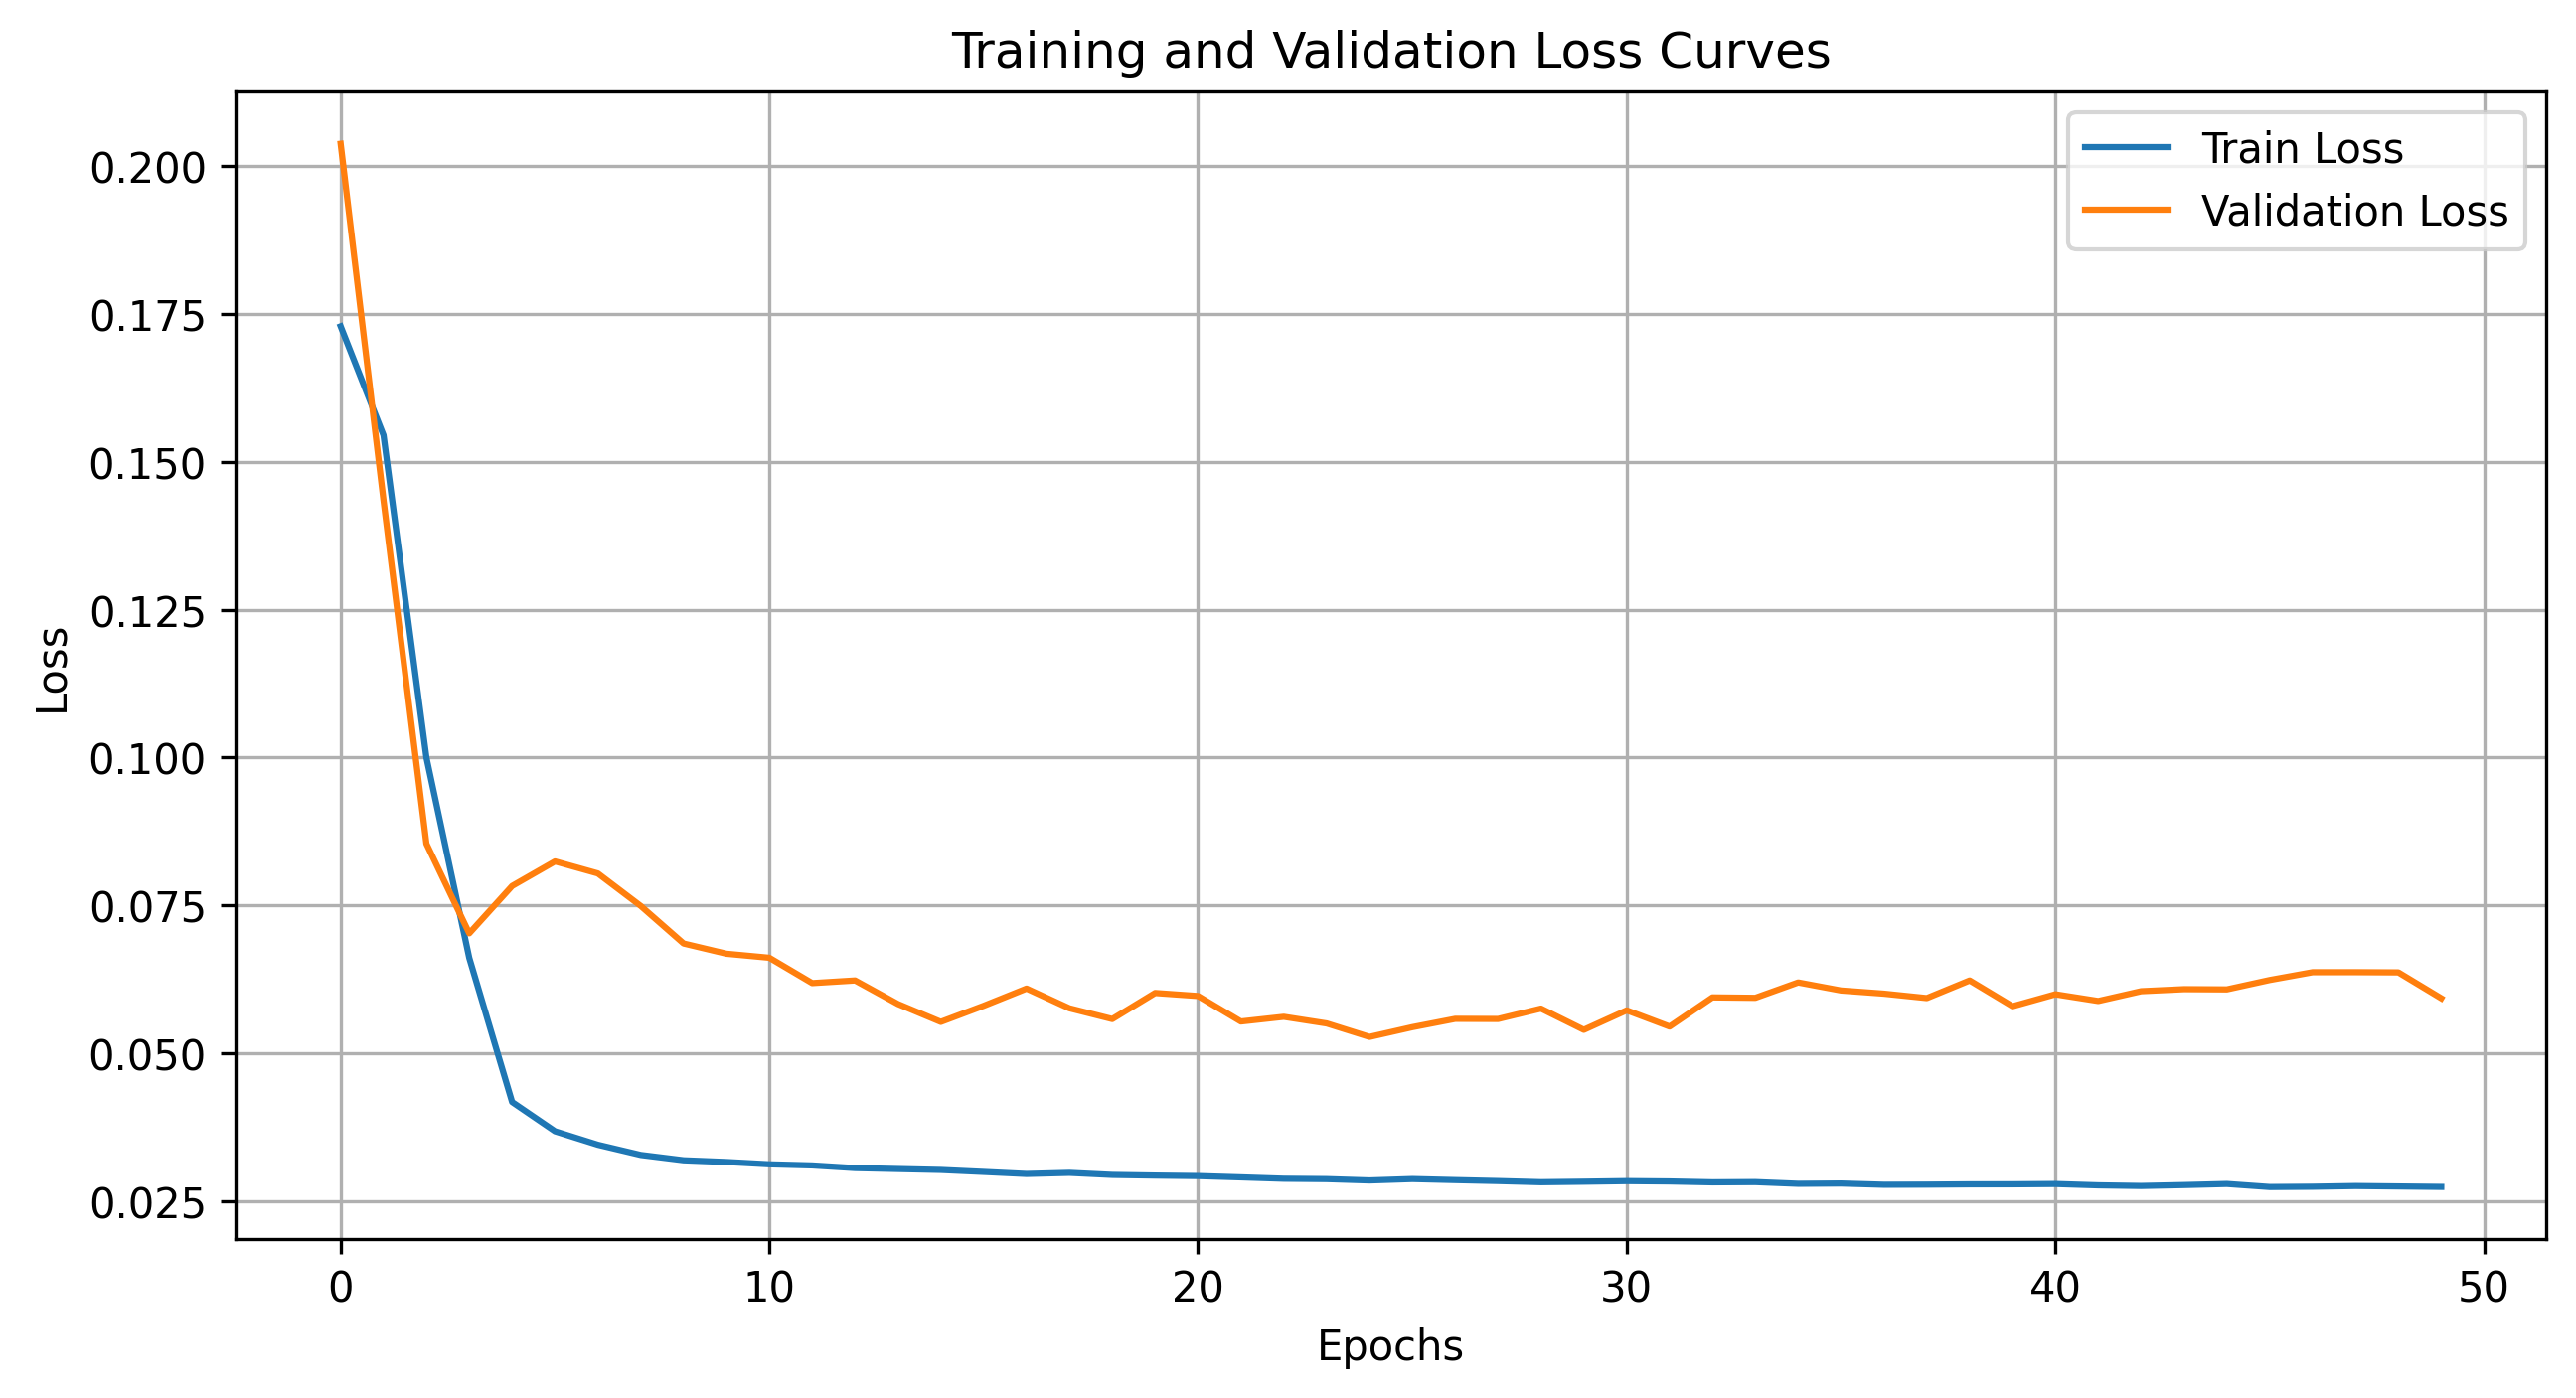 Training and Validation Loss Curves
Train Loss
Validation Loss
0.200
0.175
0.150
0.125
0.100
0.075
0.050
0.025
Loss
0 10 20 30 40 50
Epochs